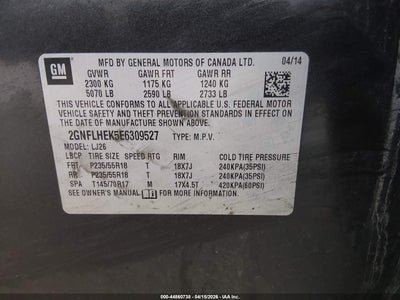 GM
MFD BY GENERAL MOTORS OF CANADA LTD. 04/14
GVWR GAWR FRT GAWR RR
2300 KG 1175 KG 1240 KG
5070 LB 2590 LB 2733 LB
THIS VEHICLE CONFORMS TO ALL APPLICABLE U.S. FEDERAL MOTOR
VEHICLE SAFETY, BUMPER, AND THEFT PREVENTION STANDARDS IN
EFFECT ON THE DATE OF MANUFACTURE SHOWN ABOVE.
2GNFLHEK5E6309527 TYPE: M.P.V.
MODEL: LJ26
LBCP TIRE SIZE SPEED RTG RIM COLD TIRE PRESSURE
FRT P235/55R18 T 18X7J 240KPA(35PSI)
RR P235/55R18 T 18X7J 240KPA(35PSI)
SPA T145/70R17 M 17X4.5T 420KPA(60PSI)
SEE OWNER'S MANUAL FOR MORE INFORMATION.
(000 - 44860738 - 04/15/2026 - © IAA Holdings, LLC)